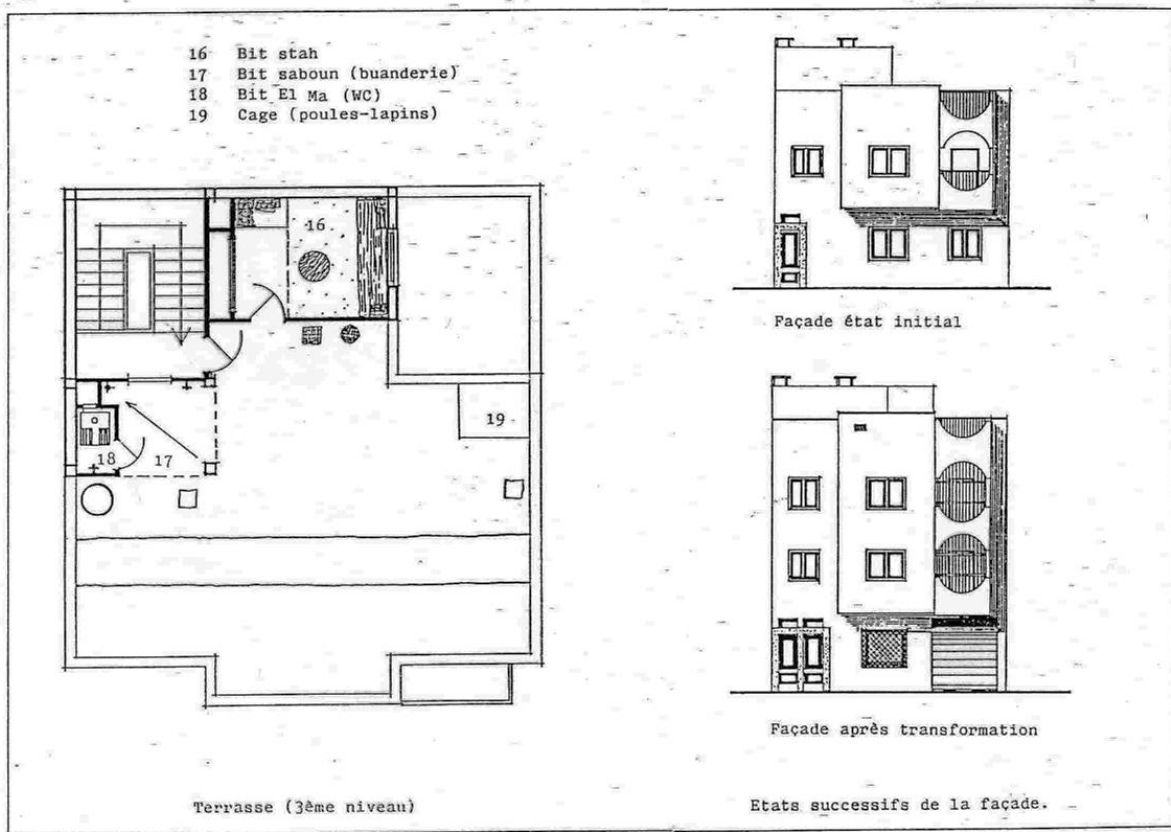 16 Bit stah
17 Bit saboun (buanderie)
18 Bit El Ma (WC)
19 Cage (poules-lapins)
16
19
18
17
Terrasse (3ème niveau)
Façade état initial
Façade après transformation
Etats successifs de la façade.